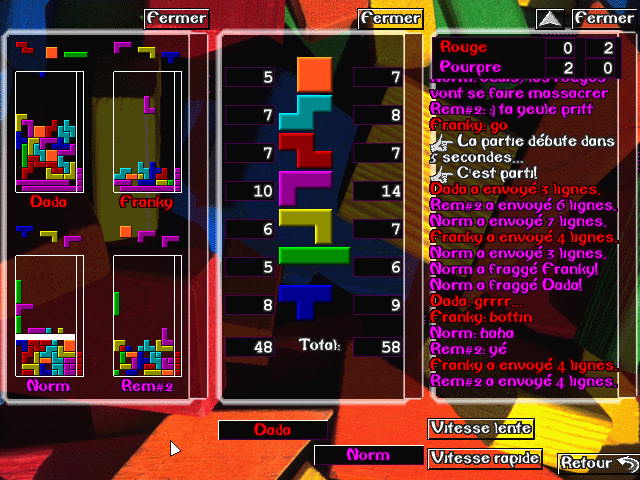 Fermer
Fermer
Fermer
Dada
Franky
Norm
Rem#2
5 7
7 8
7 7
10 14
6 7
5 6
8 9
48 Total: 58
Dada
Norm
Rouge 0 2
Pourpre 2 0
vont se faire massacrer
Rem#2: :) ta yeule priff
Franky: go
La partie débute dans
5 secondes...
C'est parti!
Dada a envoyé 3 lignes.
Rem#2 a envoyé 6 lignes.
Norm a envoyé 7 lignes.
Franky a envoyé 4 lignes.
Norm a envoyé 3 lignes.
Norm a fraggé Franky!
Norm a fraggé Dada!
Dada: grrrr...
Franky: bottin
Norm: haha
Rem#2: yé
Franky a envoyé 4 lignes.
Rem#2 a envoyé 4 lignes.
Vitesse lente
Vitesse rapide
Retour